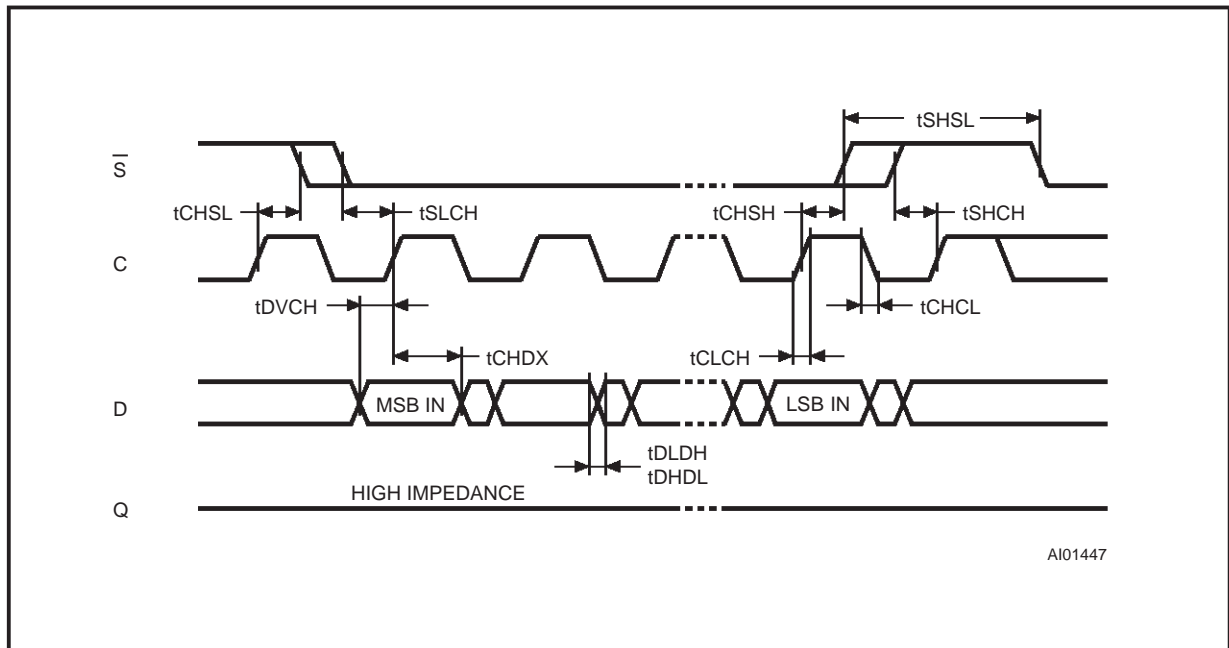 tSHSL
S̅
tCHSL
tSLCH
tCHSH
tSHCH
C
tDVCH
tCHCL
tCHDX
tCLCH
D
MSB IN
LSB IN
tDLDH
tDHDL
HIGH IMPEDANCE
Q
AI01447